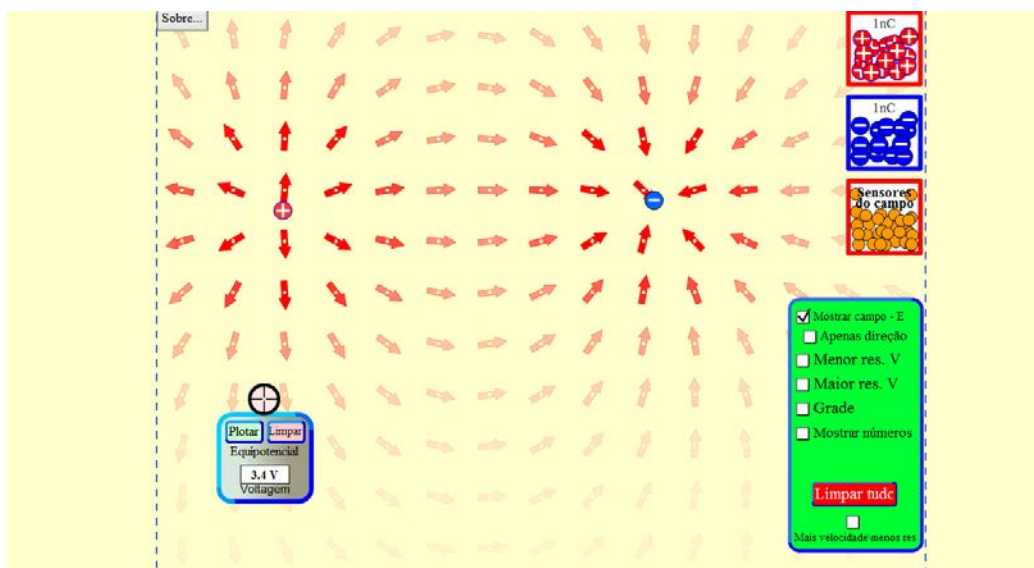 Sobre...
1nC
1nC
Sensores
do campo
Mostrar campo - E
Apenas direção
Menor res. V
Maior res. V
Grade
Mostrar números
Limpar tudo
Mais velocidade menos res
Plotar Limpar
Equipotencial
3.4 V
Voltagem